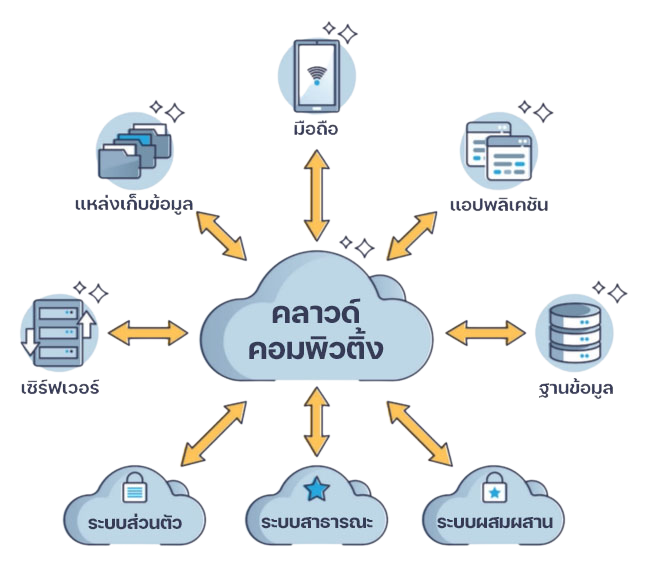 มือถือ
แหล่งเก็บข้อมูล
แอปพลิเคชัน
คลาวด์
คอมพิวติ้ง
เซิร์ฟเวอร์
ฐานข้อมูล
ระบบส่วนตัว
ระบบสาธารณะ
ระบบผสมผสาน